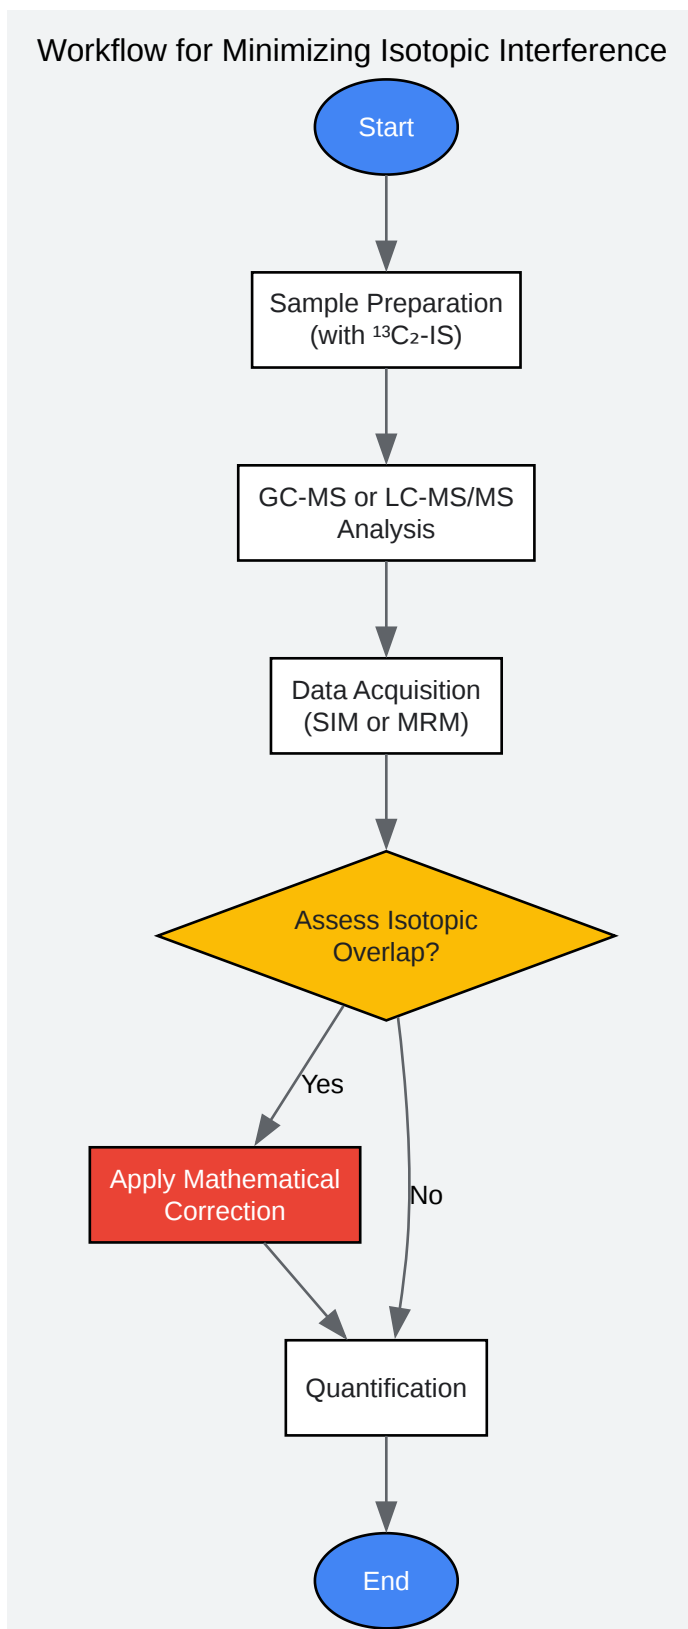 Workflow for Minimizing Isotopic Interference
Start
Sample Preparation
(with ¹³C₂-IS)
GC-MS or LC-MS/MS
Analysis
Data Acquisition
(SIM or MRM)
Assess Isotopic
Overlap?
Yes
Apply Mathematical
Correction
No
Quantification
End